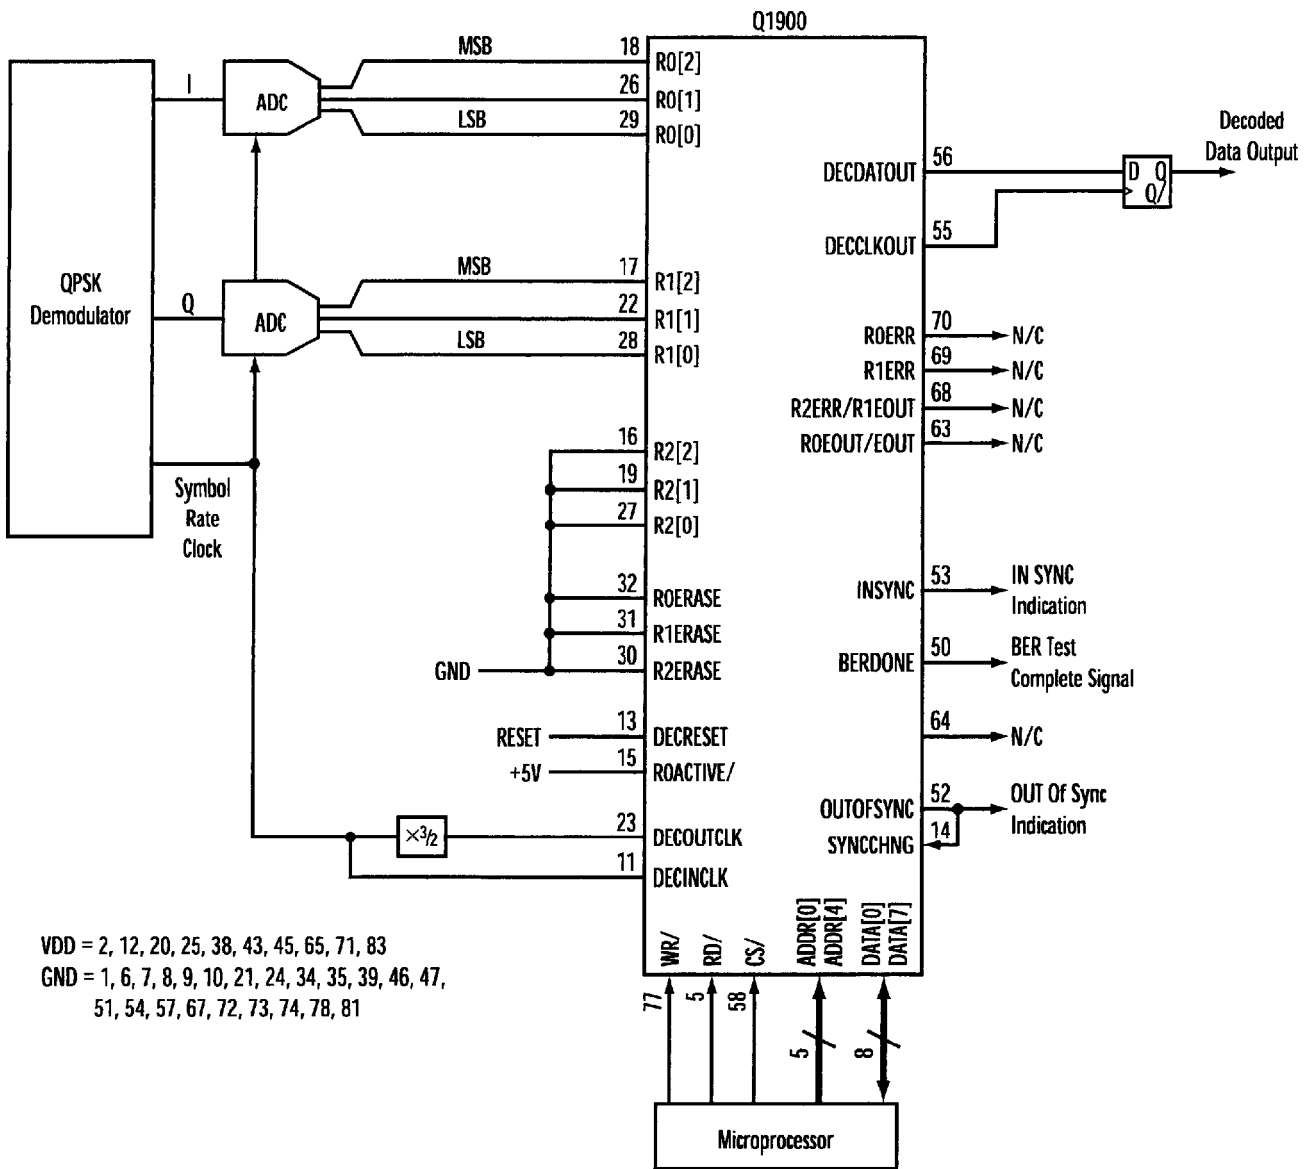 Q1900
QPSK
Demodulator
I
Q
ADC
ADC
MSB
LSB
MSB
LSB
Symbol
Rate
Clock
18 R0[2]
26 R0[1]
29 R0[0]
17 R1[2]
22 R1[1]
28 R1[0]
16 R2[2]
19 R2[1]
27 R2[0]
32 R0ERASE
31 R1ERASE
GND 30 R2ERASE
RESET 13 DECRESET
+5V 15 ROACTIVE/
×3/2 23 DECOUTCLK
11 DECINCLK
DECDATOUT 56
DECCLKOUT 55
D Q
Q/
Decoded
Data Output
R0ERR 70 N/C
R1ERR 69 N/C
R2ERR/R1EOUT 68 N/C
R0EOUT/EOUT 63 N/C
INSYNC 53 IN SYNC
Indication
BERDONE 50 BER Test
Complete Signal
64 N/C
OUTOFSYNC 52 OUT Of Sync
Indication
SYNCCHNG 14
WR/
RD/
CS/
ADDR[0]
ADDR[4]
DATA[0]
DATA[7]
77
5
58
5
8
Microprocessor
VDD = 2, 12, 20, 25, 38, 43, 45, 65, 71, 83
GND = 1, 6, 7, 8, 9, 10, 21, 24, 34, 35, 39, 46, 47,
51, 54, 57, 67, 72, 73, 74, 78, 81